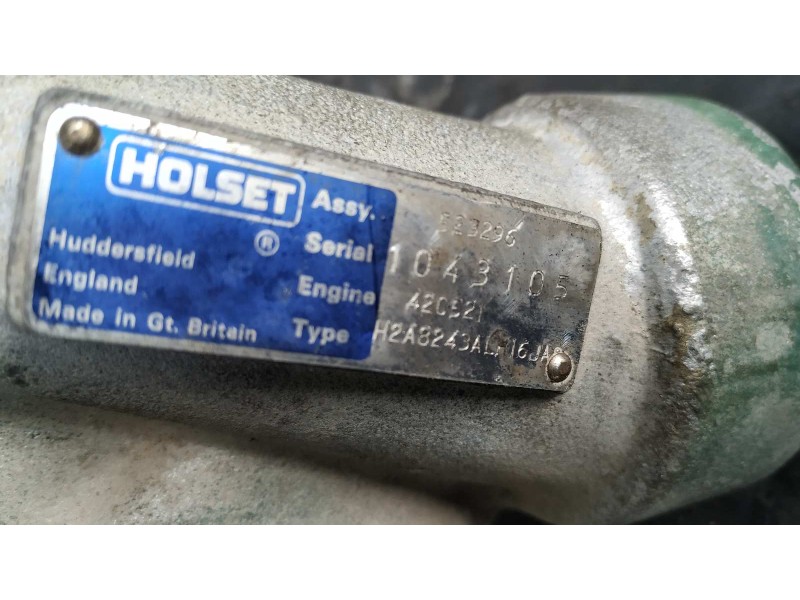 HOLSET
®
Huddersfield
England
Made in Gt. Britain
Assy.
Serial 1043105
Engine
Type